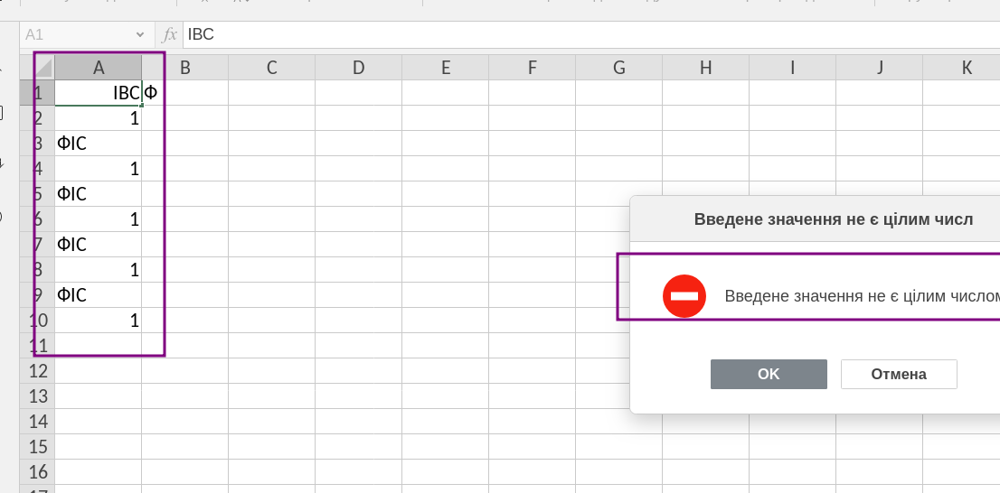 A1 fx ІВС
A B C D E F G H I J K
1 ІВС Ф
2 1
3 ФІС
4 1
5 ФІС
6 1
7 ФІС
8 1
9 ФІС
10 1
11
12
13
14
15
16
Введене значення не є цілим числ
Введене значення не є цілим числом
OK Отмена